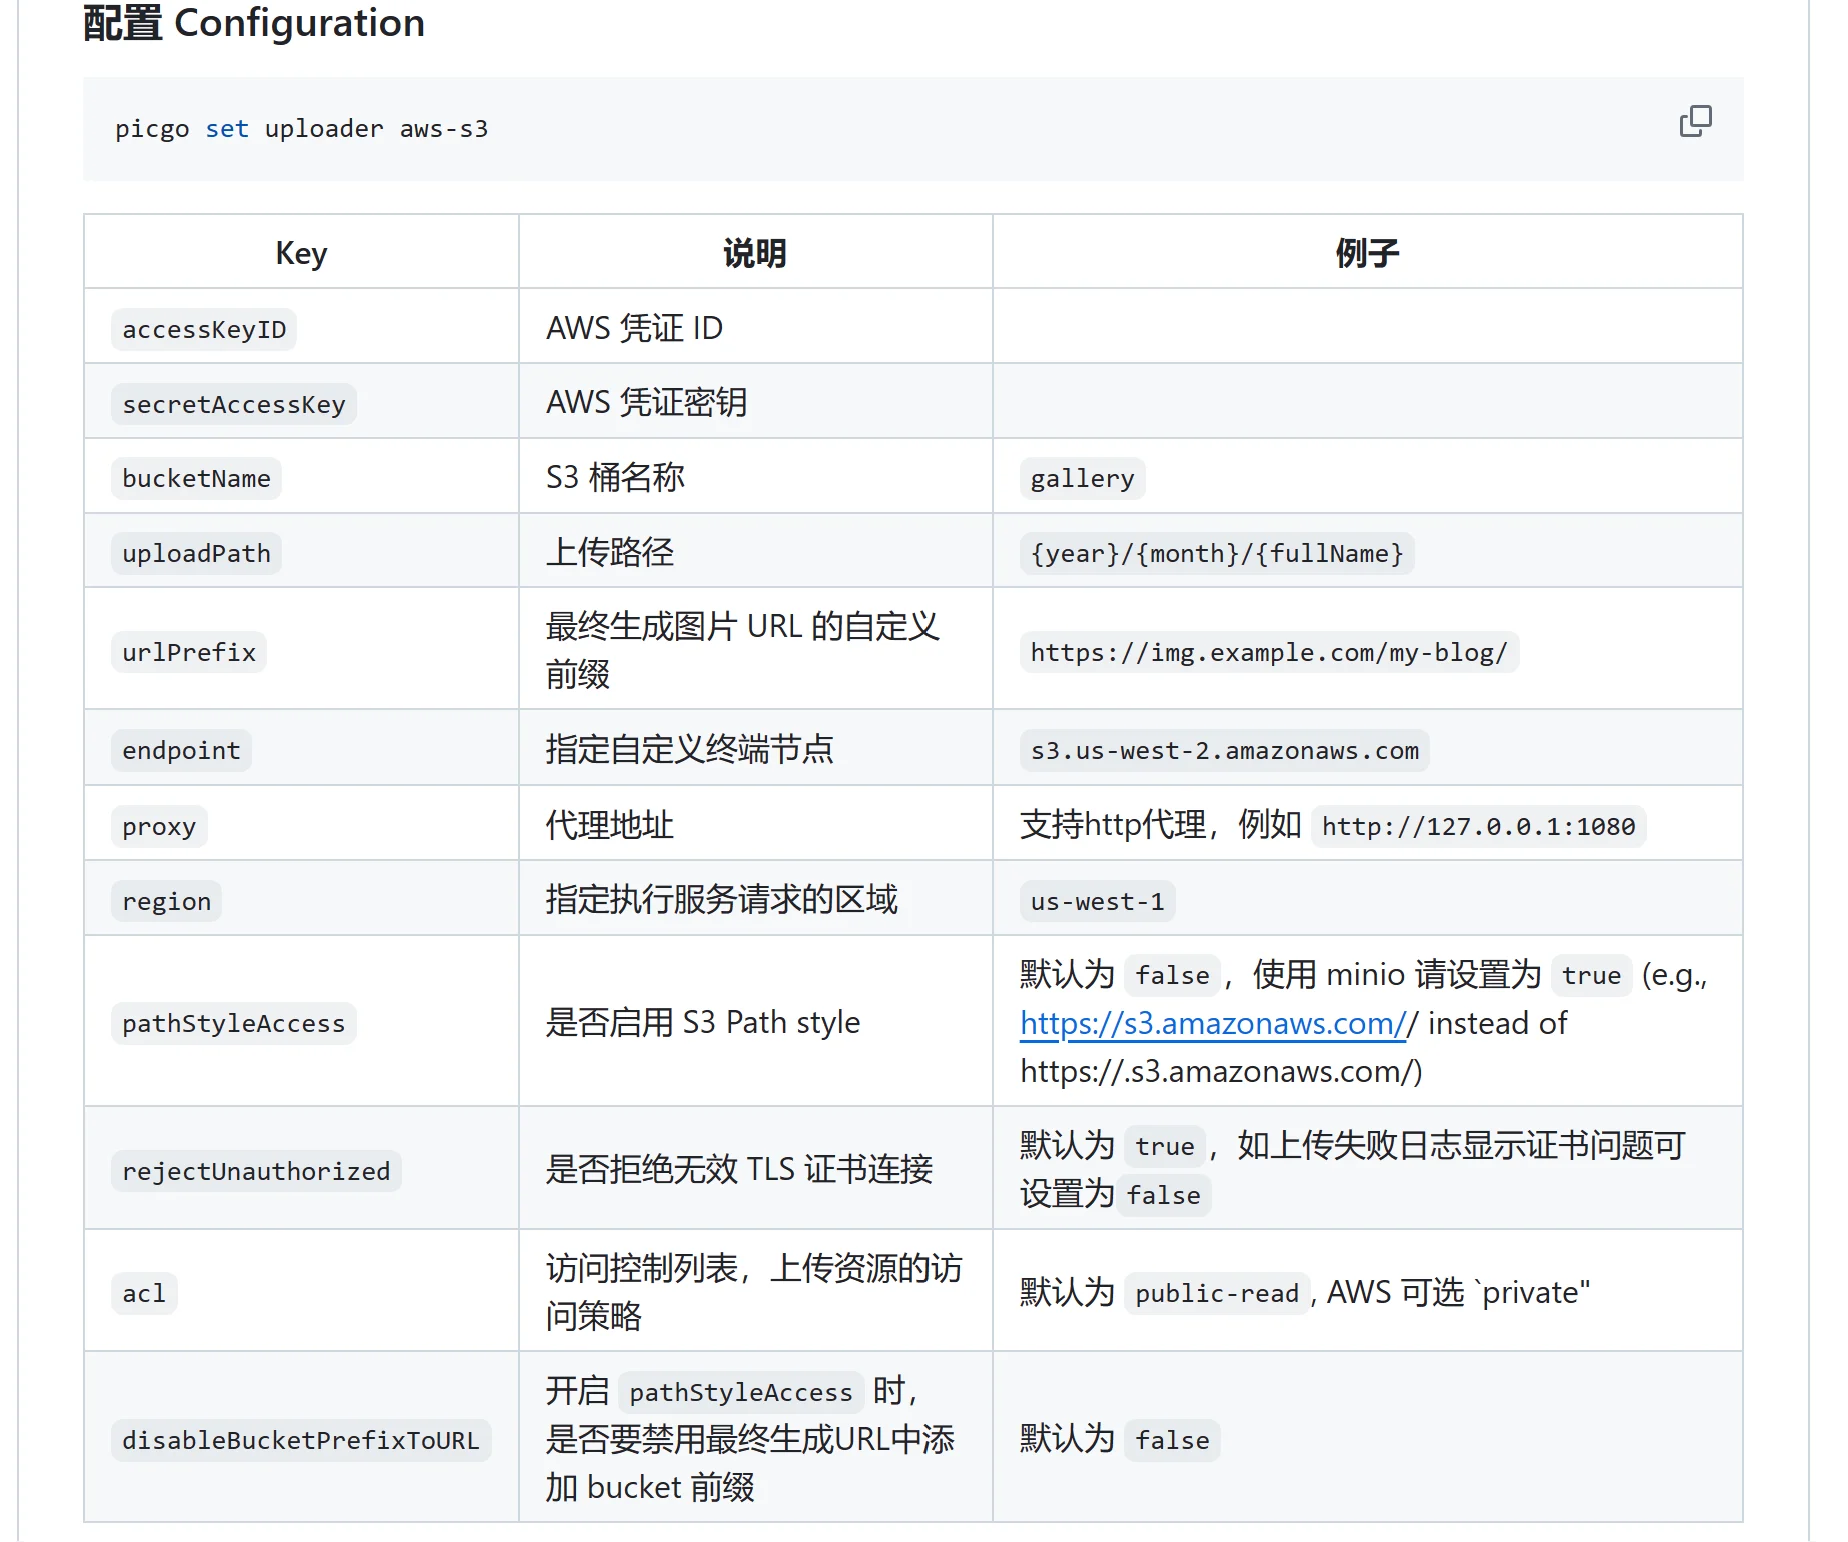 配置 Configuration
picgo set uploader aws-s3
Key 说明 例子
accessKeyID AWS 凭证 ID
secretAccessKey AWS 凭证密钥
bucketName S3 桶名称 gallery
uploadPath 上传路径 {year}/{month}/{fullName}
urlPrefix 最终生成图片 URL 的自定义
前缀 https://img.example.com/my-blog/
endpoint 指定自定义终端节点 s3.us-west-2.amazonaws.com
proxy 代理地址 支持http代理，例如 http://127.0.0.1:1080
region 指定执行服务请求的区域 us-west-1
pathStyleAccess 是否启用 S3 Path style 默认为 false，使用 minio 请设置为 true (e.g.,
https://s3.amazonaws.com// instead of
https://.s3.amazonaws.com/)
rejectUnauthorized 是否拒绝无效 TLS 证书连接 默认为 true，如上传失败日志显示证书问题可
设置为false
acl 访问控制列表，上传资源的访
问策略 默认为 public-read, AWS 可选 `private"
disableBucketPrefixToURL 开启 pathStyleAccess 时，
是否要禁用最终生成URL中添
加 bucket 前缀 默认为 false